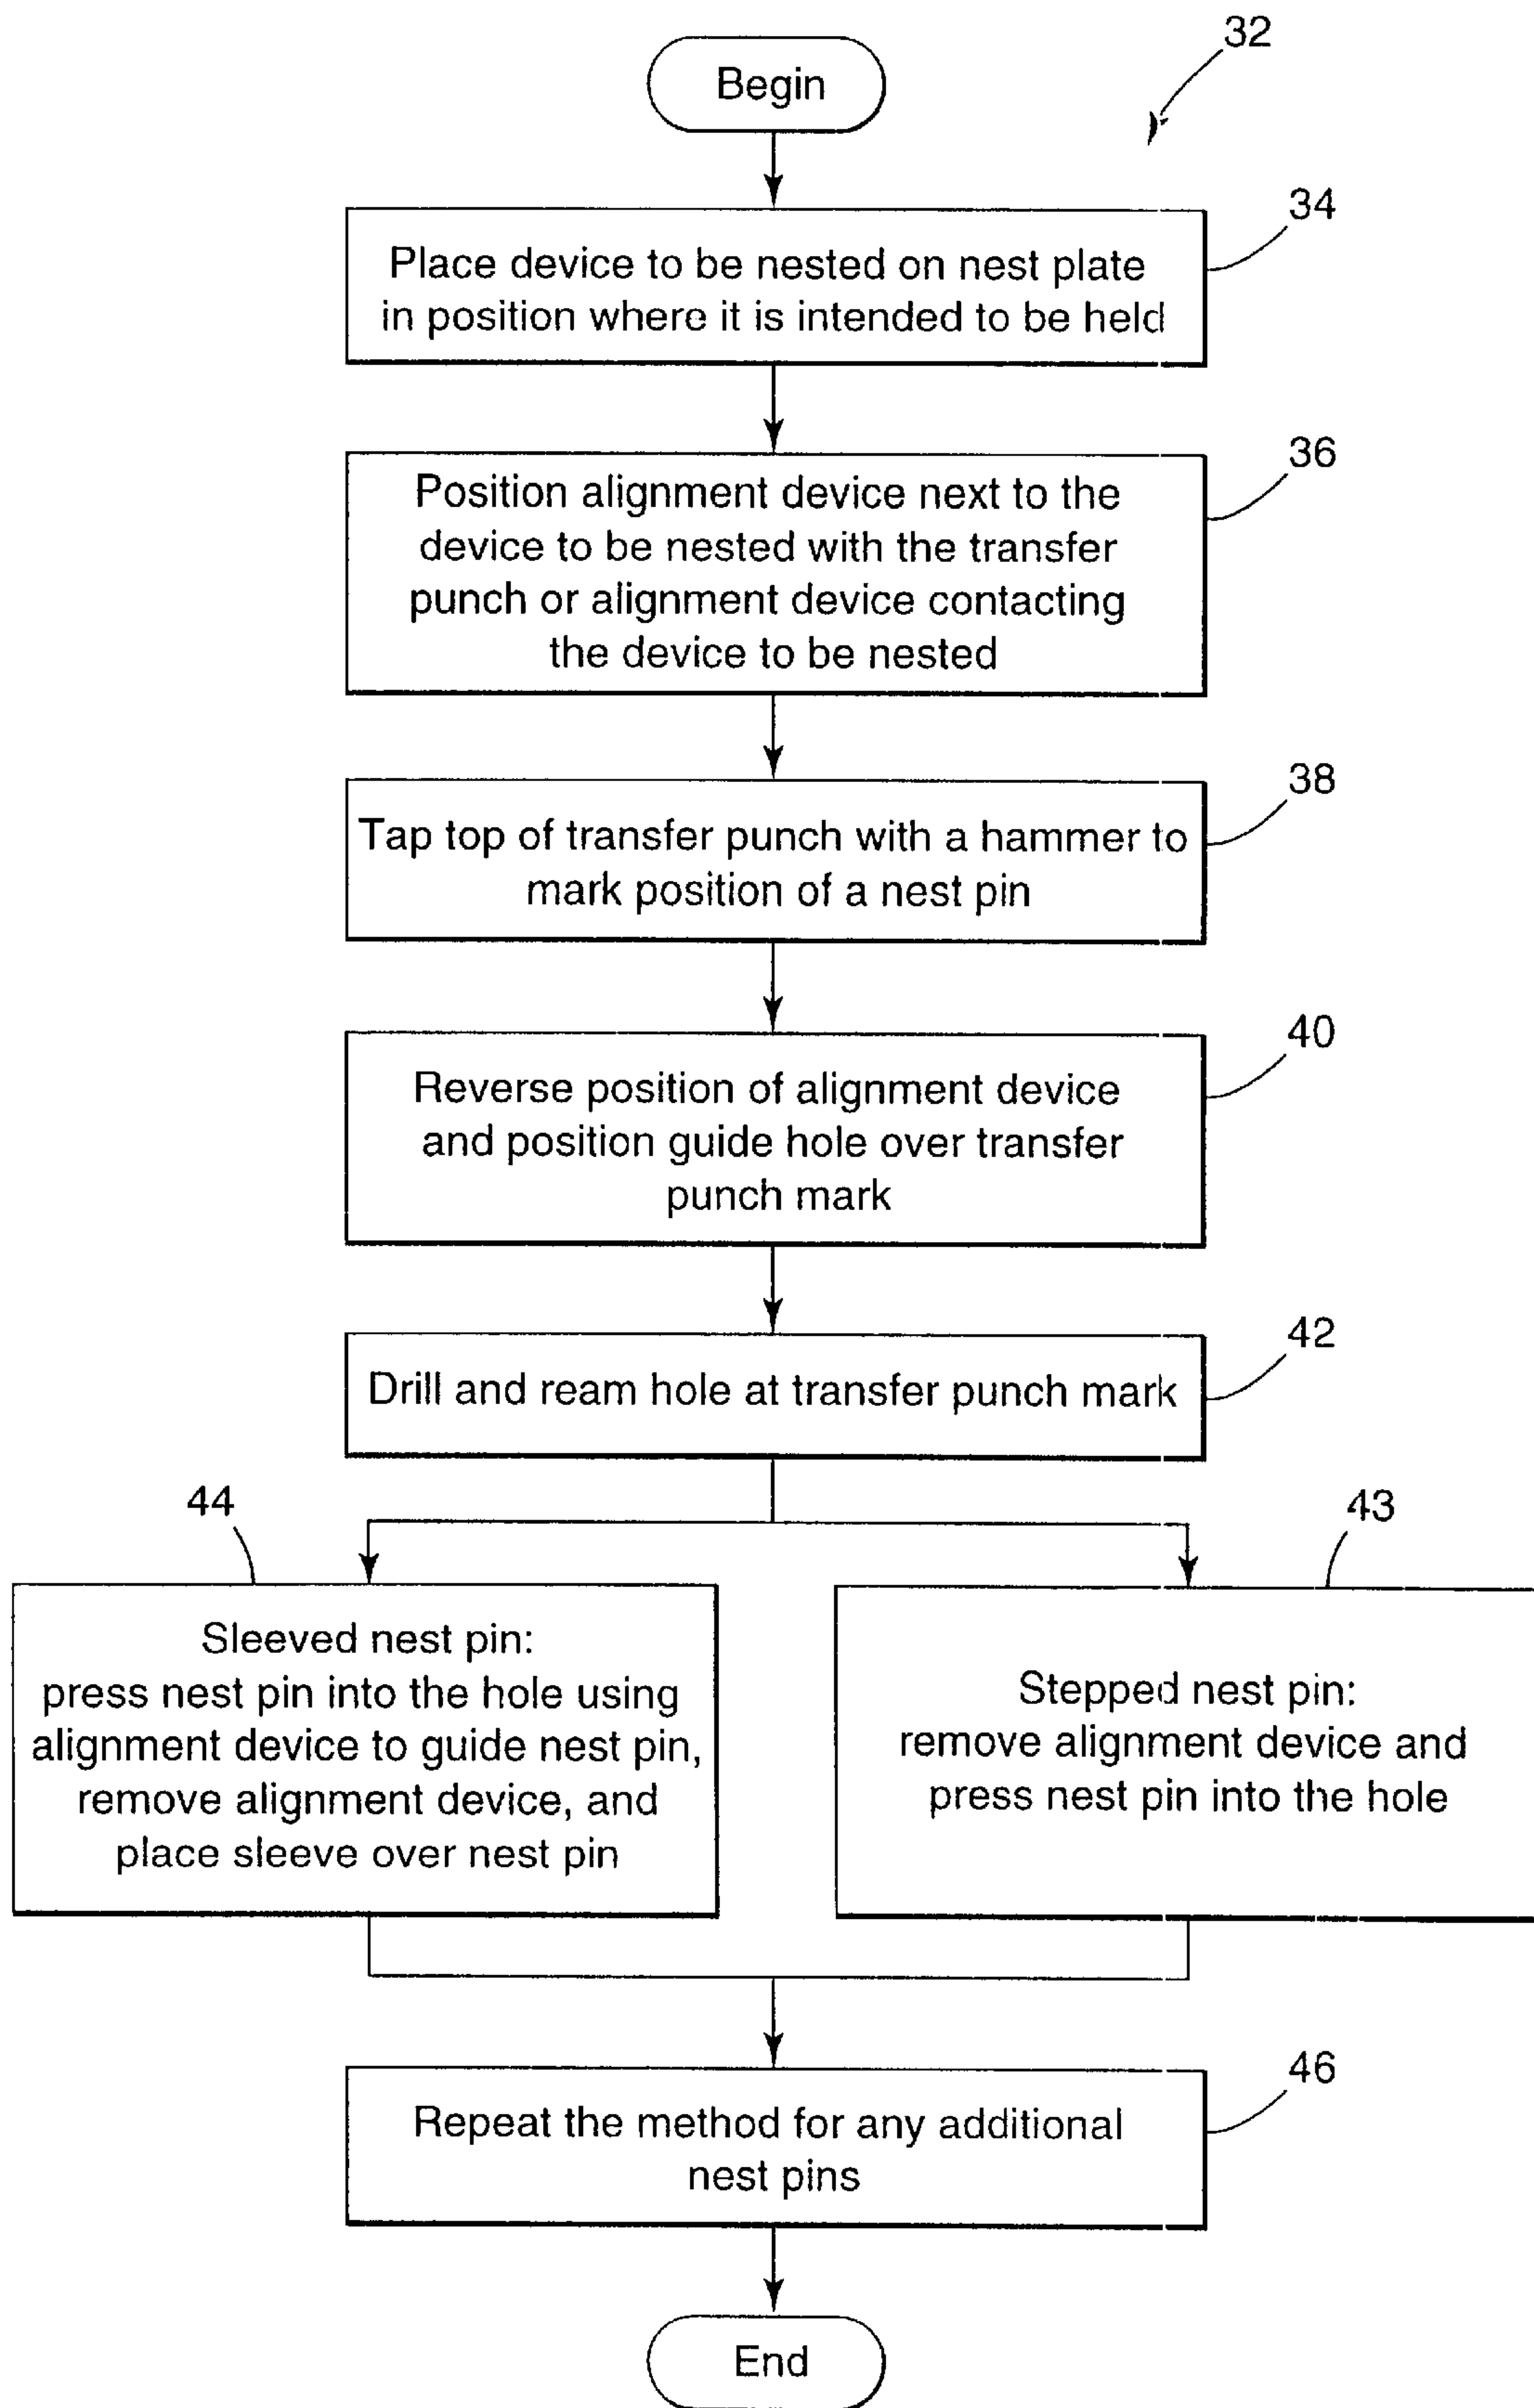 32
Begin
34
Place device to be nested on nest plate
in position where it is intended to be held
36
Position alignment device next to the
device to be nested with the transfer
punch or alignment device contacting
the device to be nested
38
Tap top of transfer punch with a hammer to
mark position of a nest pin
40
Reverse position of alignment device
and position guide hole over transfer
punch mark
42
Drill and ream hole at transfer punch mark
44
Sleeved nest pin:
press nest pin into the hole using
alignment device to guide nest pin,
remove alignment device, and
place sleeve over nest pin
43
Stepped nest pin:
remove alignment device and
press nest pin into the hole
46
Repeat the method for any additional
nest pins
End